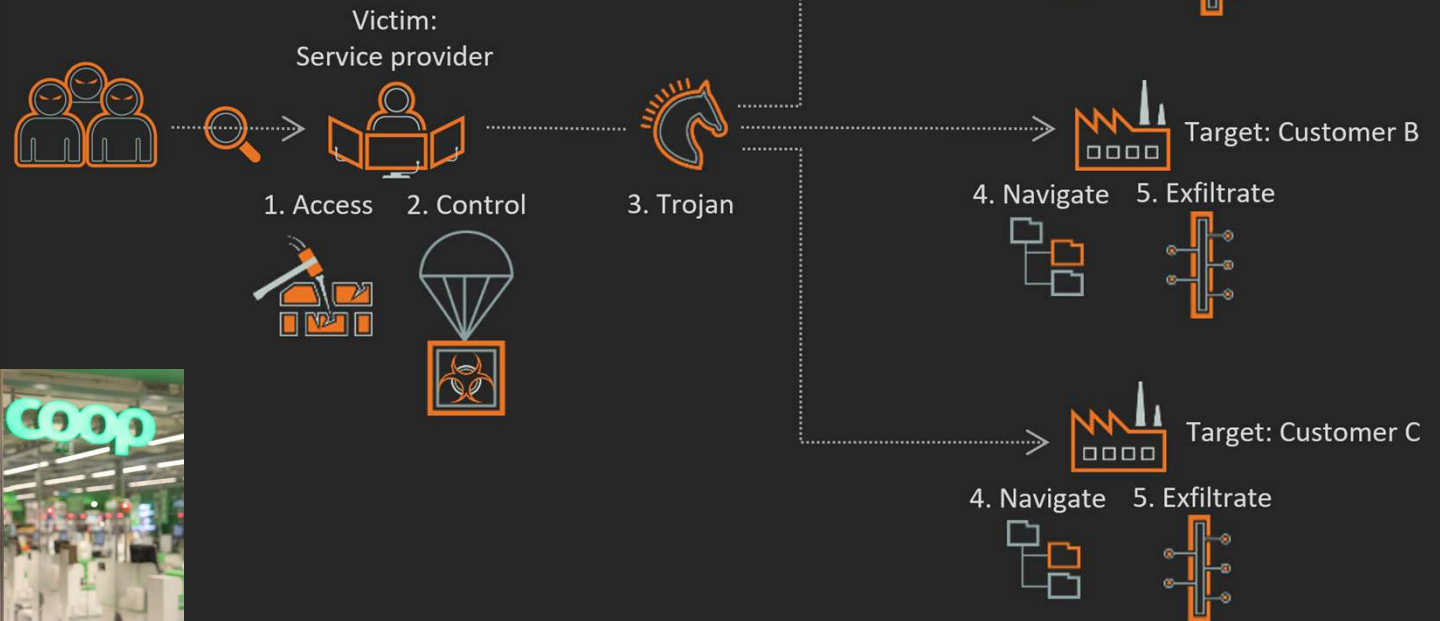 Victim:
Service provider
Target: Customer B
1. Access
2. Control
3. Trojan
4. Navigate
5. Exfiltrate
coop
Target: Customer C
4. Navigate
5. Exfiltrate